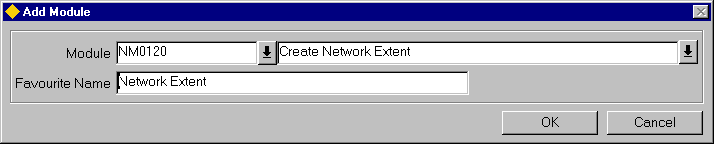 Add Module
Module NM0120 Create Network Extent
Favourite Name Network Extent
OK Cancel